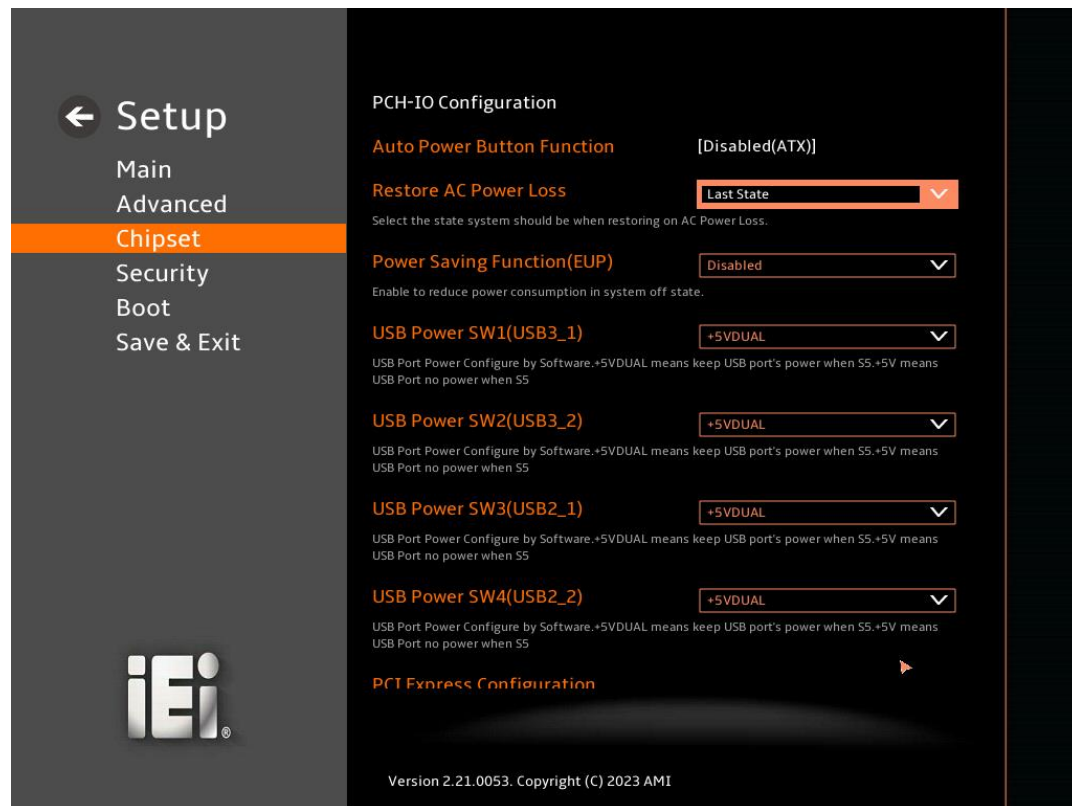 Setup
Main
Advanced
Chipset
Security
Boot
Save & Exit
iEi®
PCH-IO Configuration
Auto Power Button Function [Disabled(ATX)]
Restore AC Power Loss Last State
Select the state system should be when restoring on AC Power Loss.
Power Saving Function(EUP) Disabled
Enable to reduce power consumption in system off state.
USB Power SW1(USB3_1) +5VDUAL
USB Port Power Configure by Software.+5VDUAL means keep USB port's power when S5.+5V means
USB Port no power when S5
USB Power SW2(USB3_2) +5VDUAL
USB Port Power Configure by Software.+5VDUAL means keep USB port's power when S5.+5V means
USB Port no power when S5
USB Power SW3(USB2_1) +5VDUAL
USB Port Power Configure by Software.+5VDUAL means keep USB port's power when S5.+5V means
USB Port no power when S5
USB Power SW4(USB2_2) +5VDUAL
USB Port Power Configure by Software.+5VDUAL means keep USB port's power when S5.+5V means
USB Port no power when S5
PCI Express Configuration
Version 2.21.0053. Copyright (C) 2023 AMI